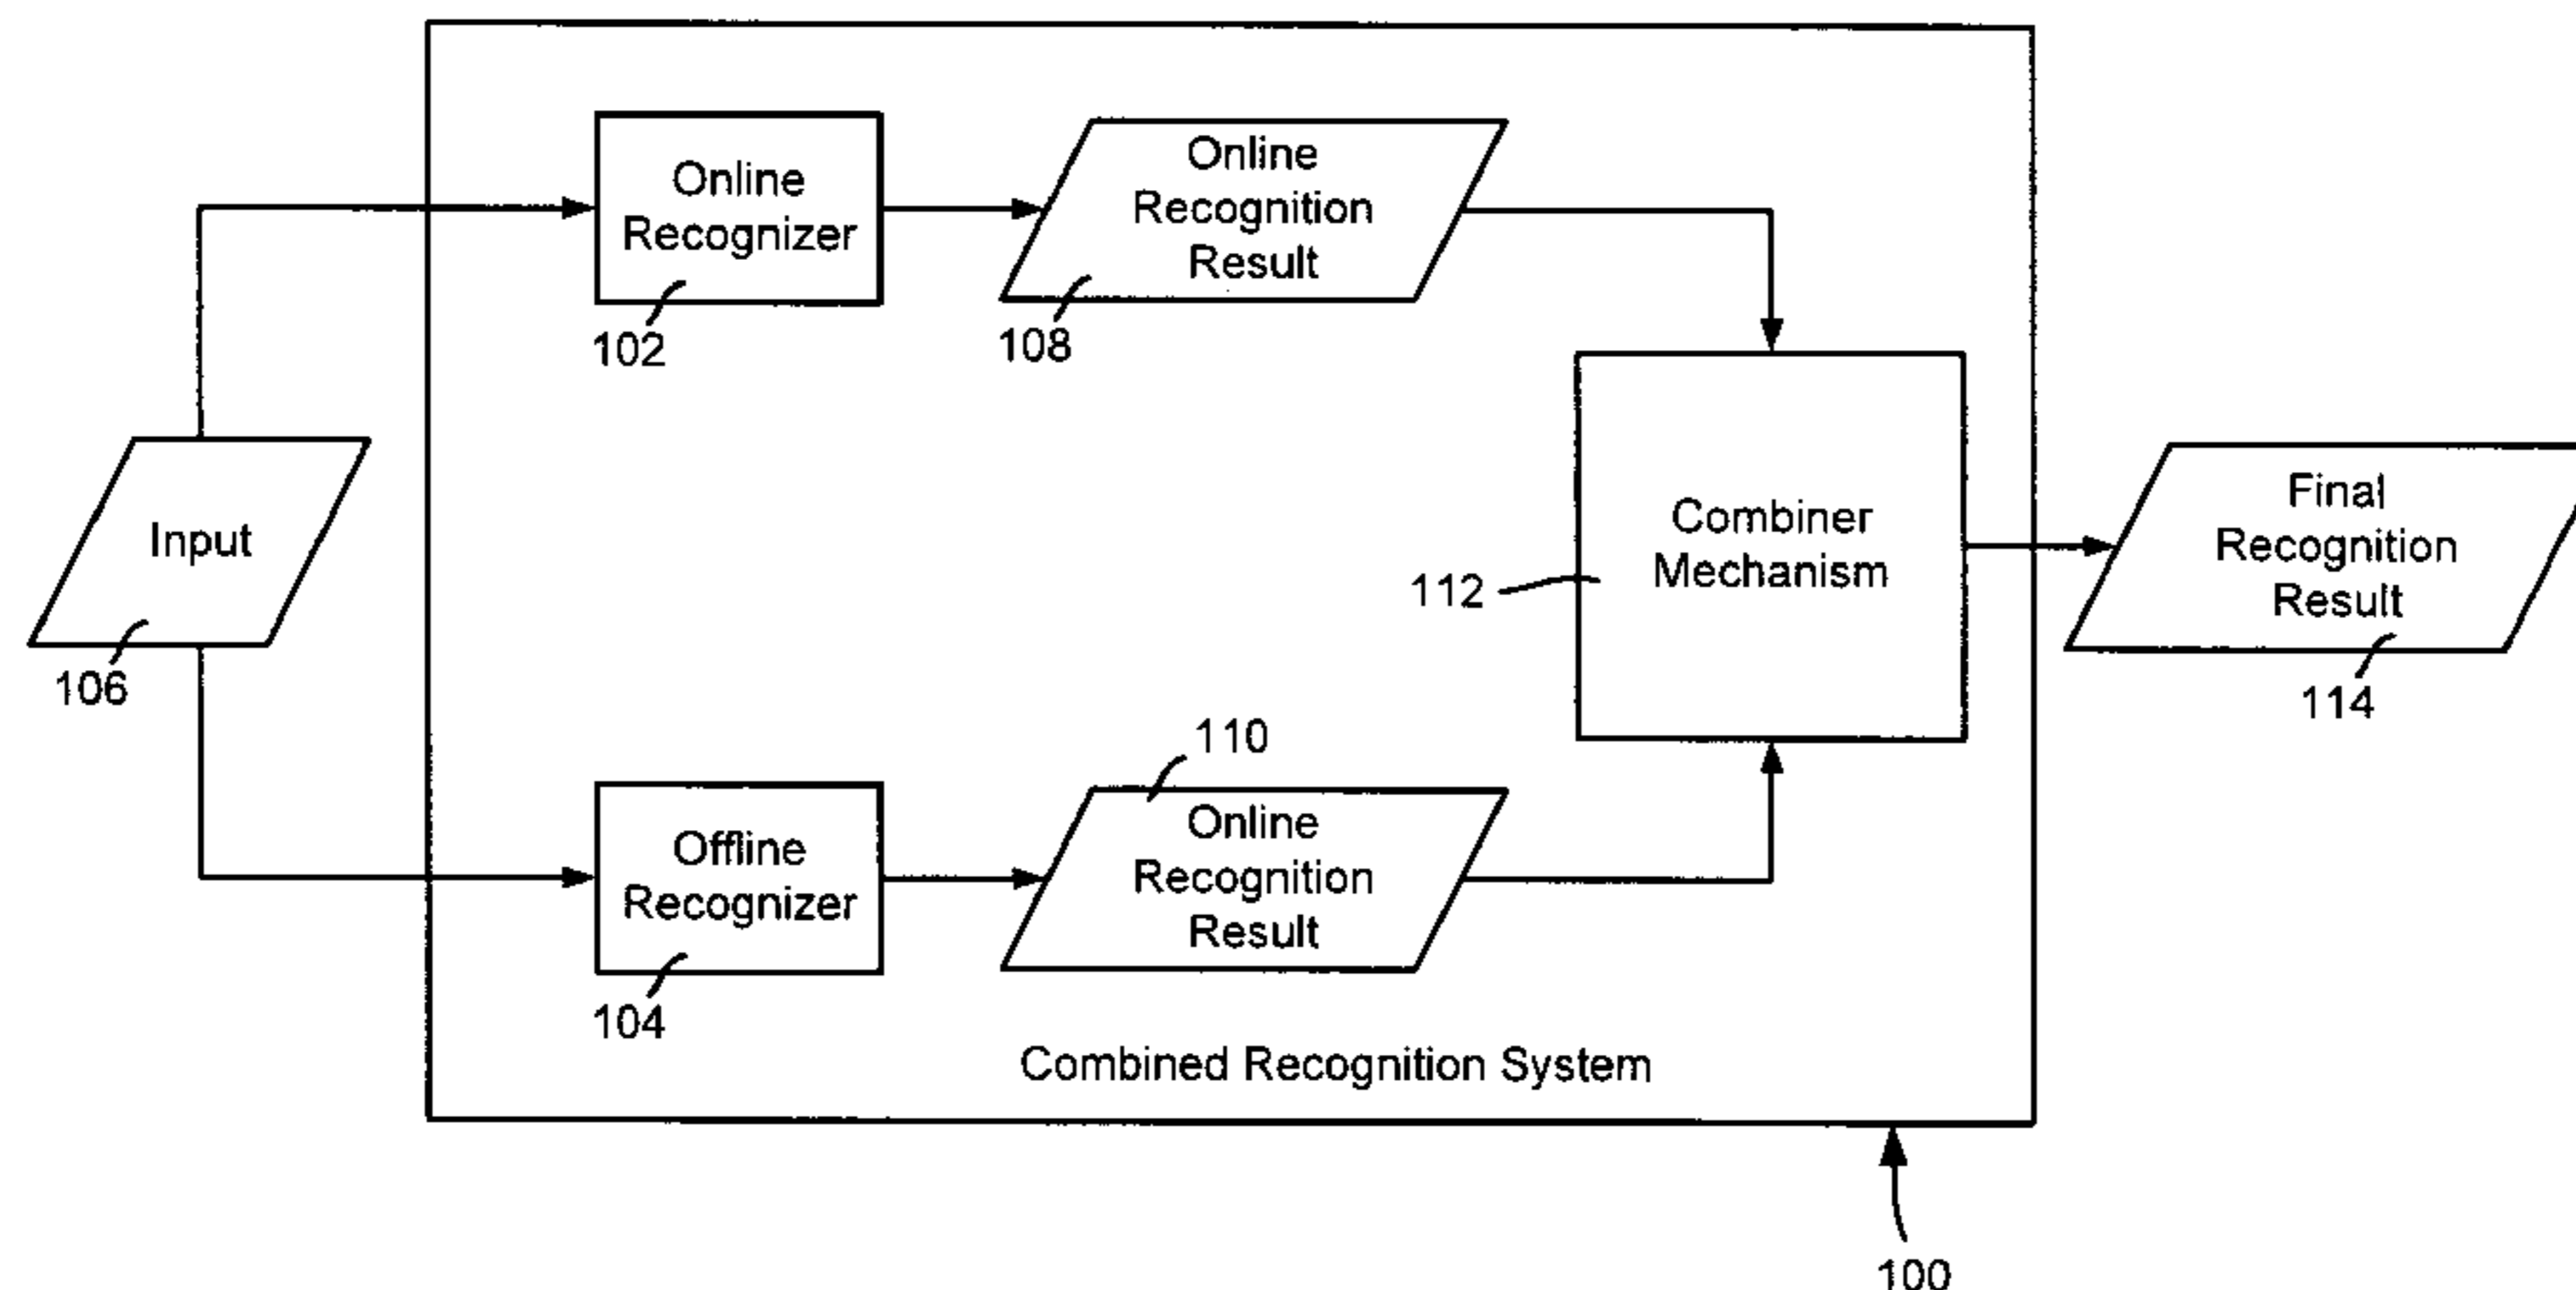 Online
Recognizer
102
Online
Recognition
Result
108
Input
106
Combiner
Mechanism
112
Final
Recognition
Result
114
Offline
Recognizer
104
110
Online
Recognition
Result
Combined Recognition System
100